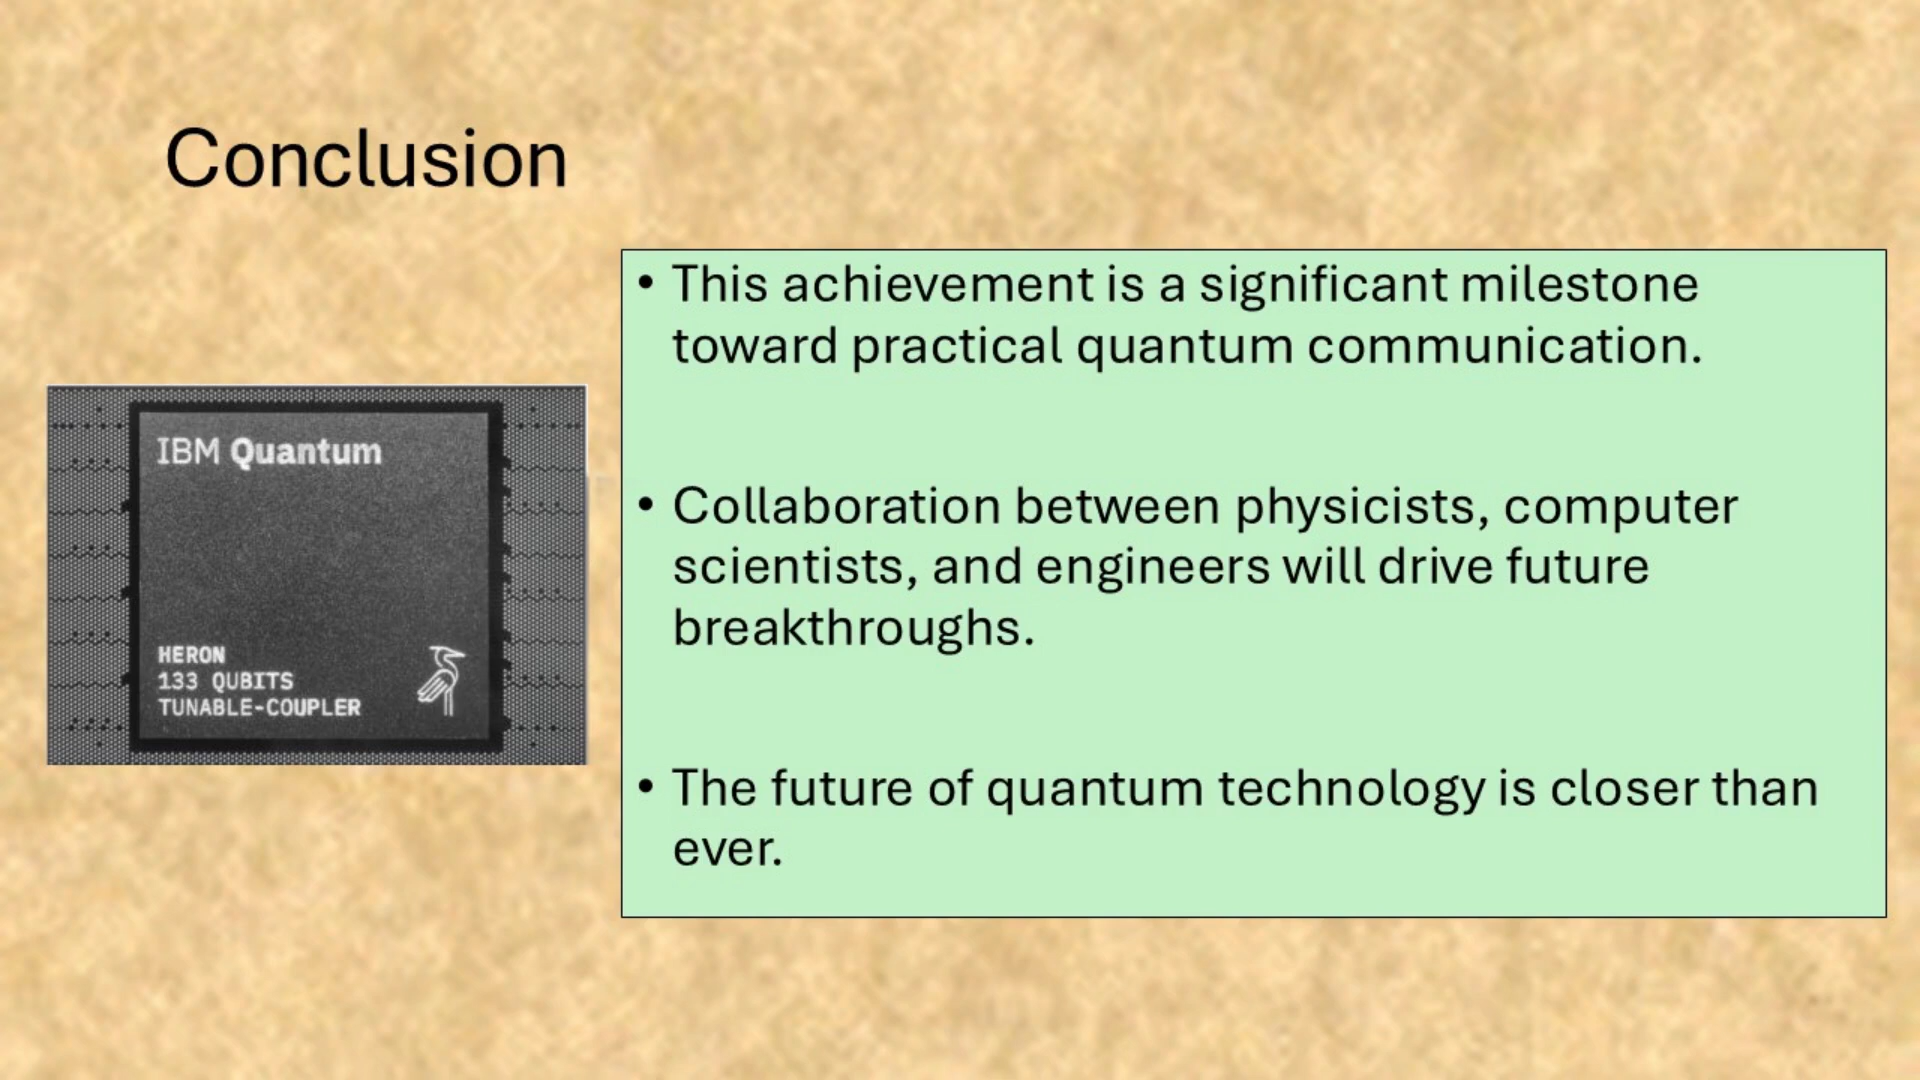 Conclusion
• This achievement is a significant milestone
toward practical quantum communication.
• Collaboration between physicists, computer
scientists, and engineers will drive future
breakthroughs.
• The future of quantum technology is closer than
ever.
IBM Quantum
HERON
133 QUBITS
TUNABLE-COUPLER